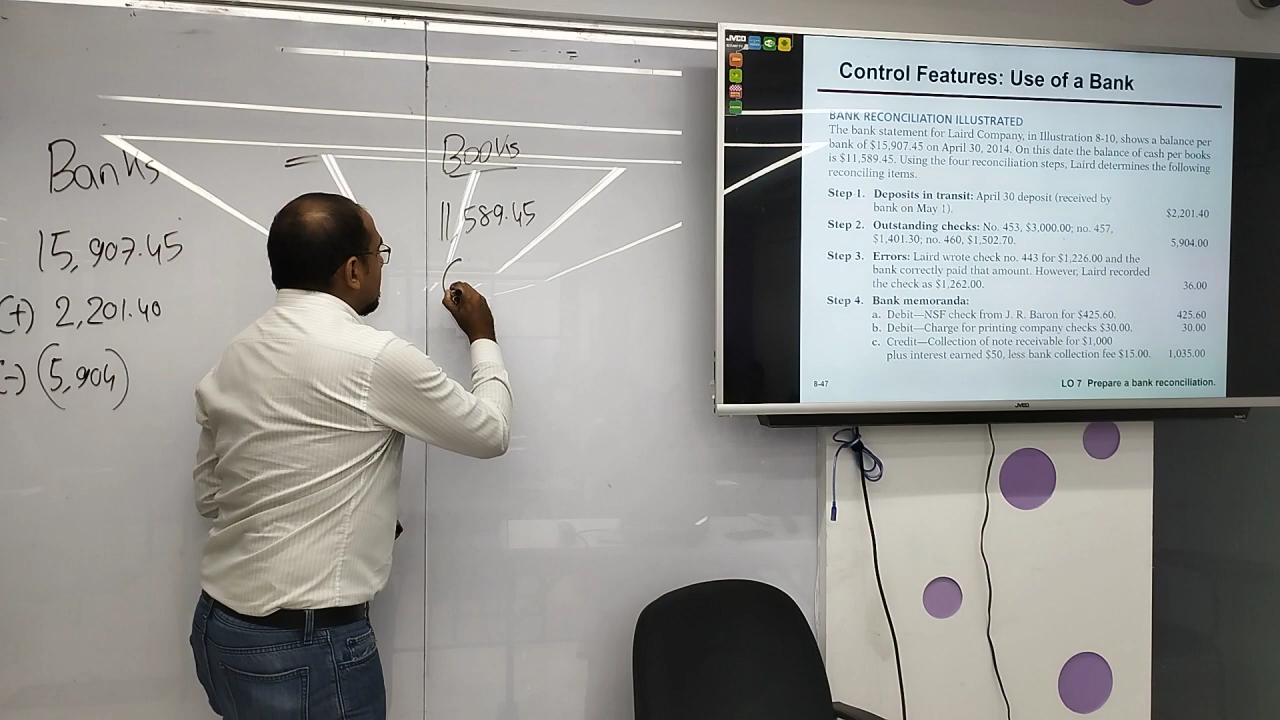 Banks = Books
15,907.45
11,589.45
(+) 2,201.40
(-) (5,904)
(
JVCO
Control Features: Use of a Bank
BANK RECONCILIATION ILLUSTRATED
The bank statement for Laird Company, in Illustration 8-10, shows a balance per
bank of $15,907.45 on April 30, 2014. On this date the balance of cash per books
is $11,589.45. Using the four reconciliation steps, Laird determines the following
reconciling items.
Step 1. Deposits in transit: April 30 deposit (received by
bank on May 1). $2,201.40
Step 2. Outstanding checks: No. 453, $3,000.00; no. 457,
$1,401.30; no. 460, $1,502.70. 5,904.00
Step 3. Errors: Laird wrote check no. 443 for $1,226.00 and the
bank correctly paid that amount. However, Laird recorded
the check as $1,262.00. 36.00
Step 4. Bank memoranda:
a. Debit—NSF check from J. R. Baron for $425.60. 425.60
b. Debit—Charge for printing company checks $30.00. 30.00
c. Credit—Collection of note receivable for $1,000
plus interest earned $50, less bank collection fee $15.00. 1,035.00
8-47
LO 7 Prepare a bank reconciliation.
JVCO